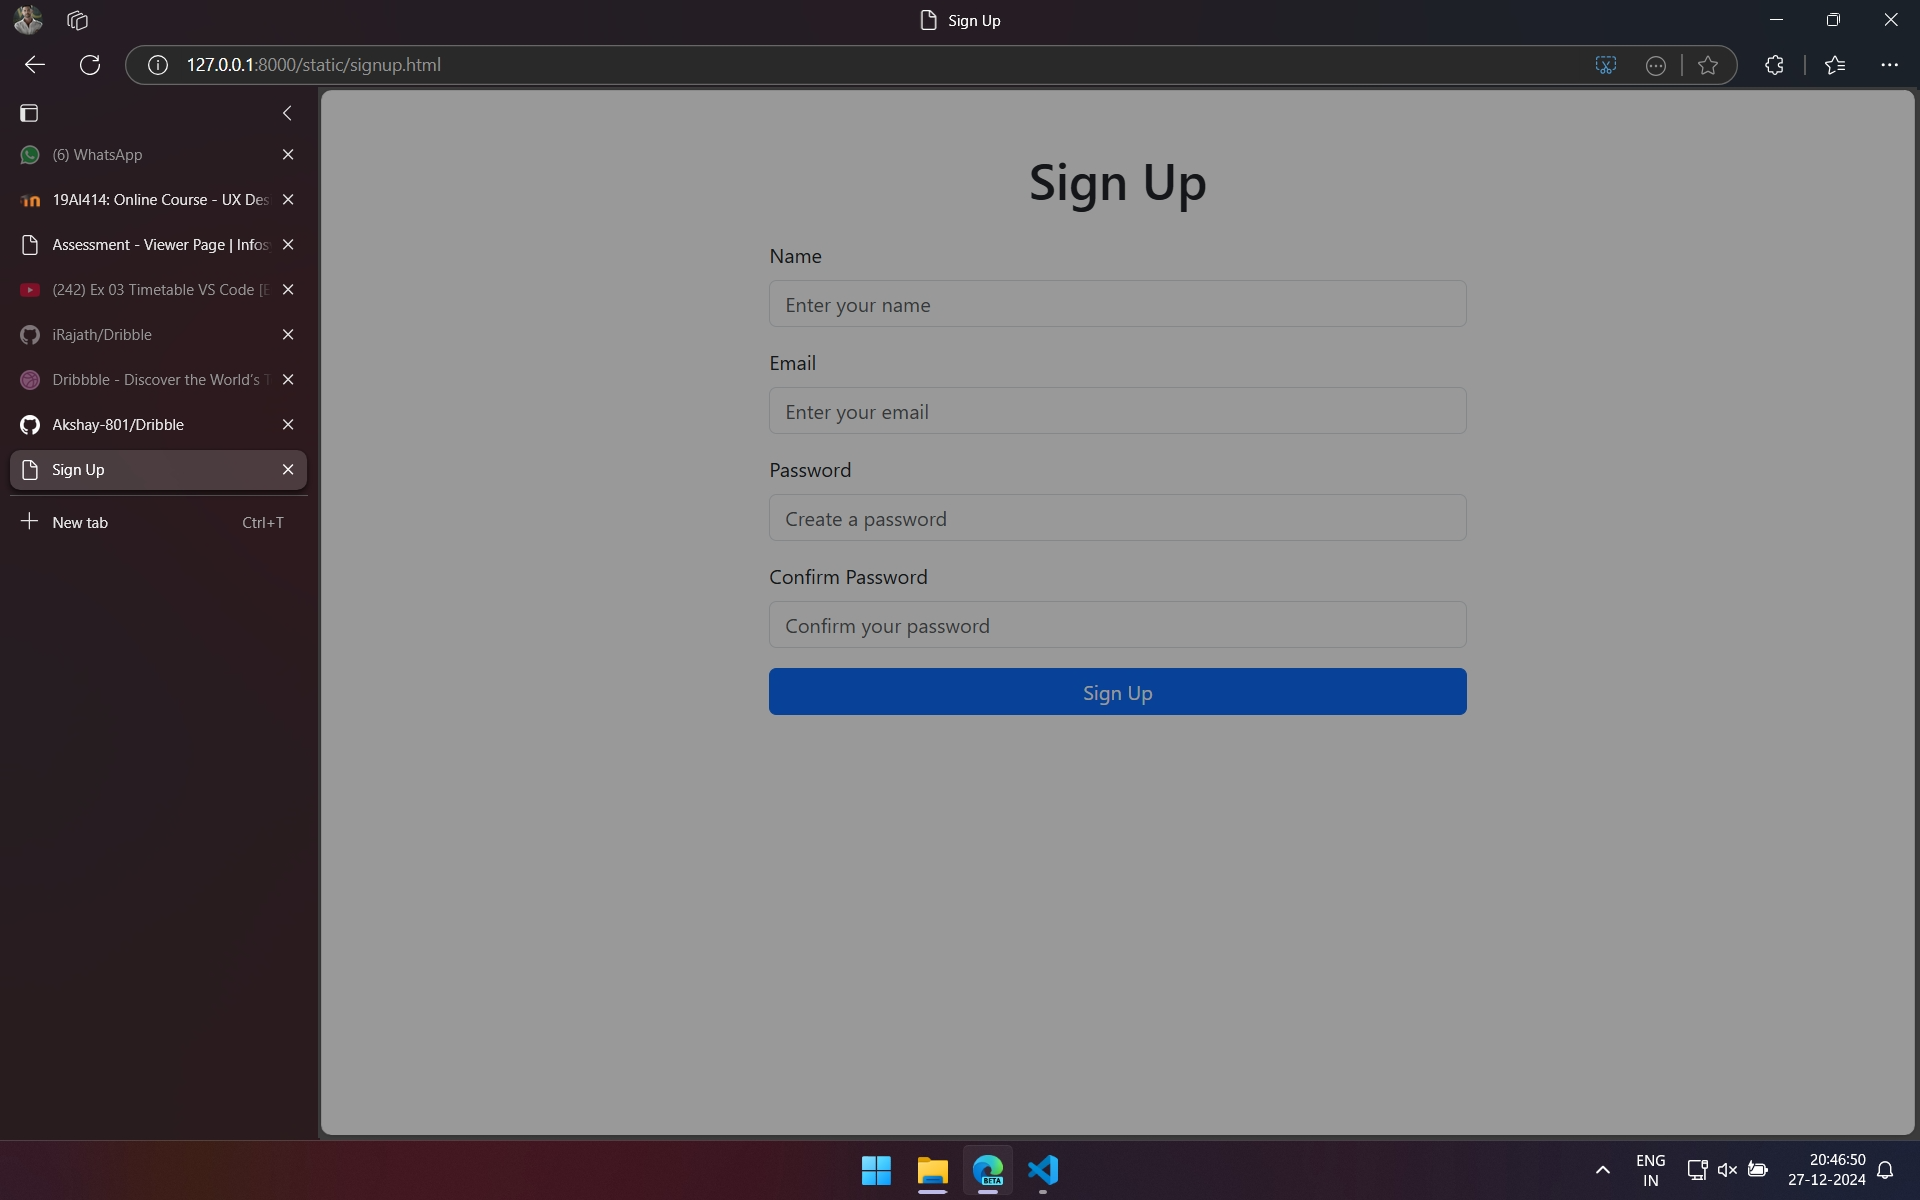 Sign Up
127.0.0.1:8000/static/signup.html
(6) WhatsApp
19AI414: Online Course - UX Des
Assessment - Viewer Page | Infos
(242) Ex 03 Timetable VS Code [E
iRajath/Dribble
Dribbble - Discover the World's T
Akshay-801/Dribble
Sign Up
New tab Ctrl+T
Sign Up
Name
Enter your name
Email
Enter your email
Password
Create a password
Confirm Password
Confirm your password
Sign Up
BETA
ENG
IN
20:46:50
27-12-2024